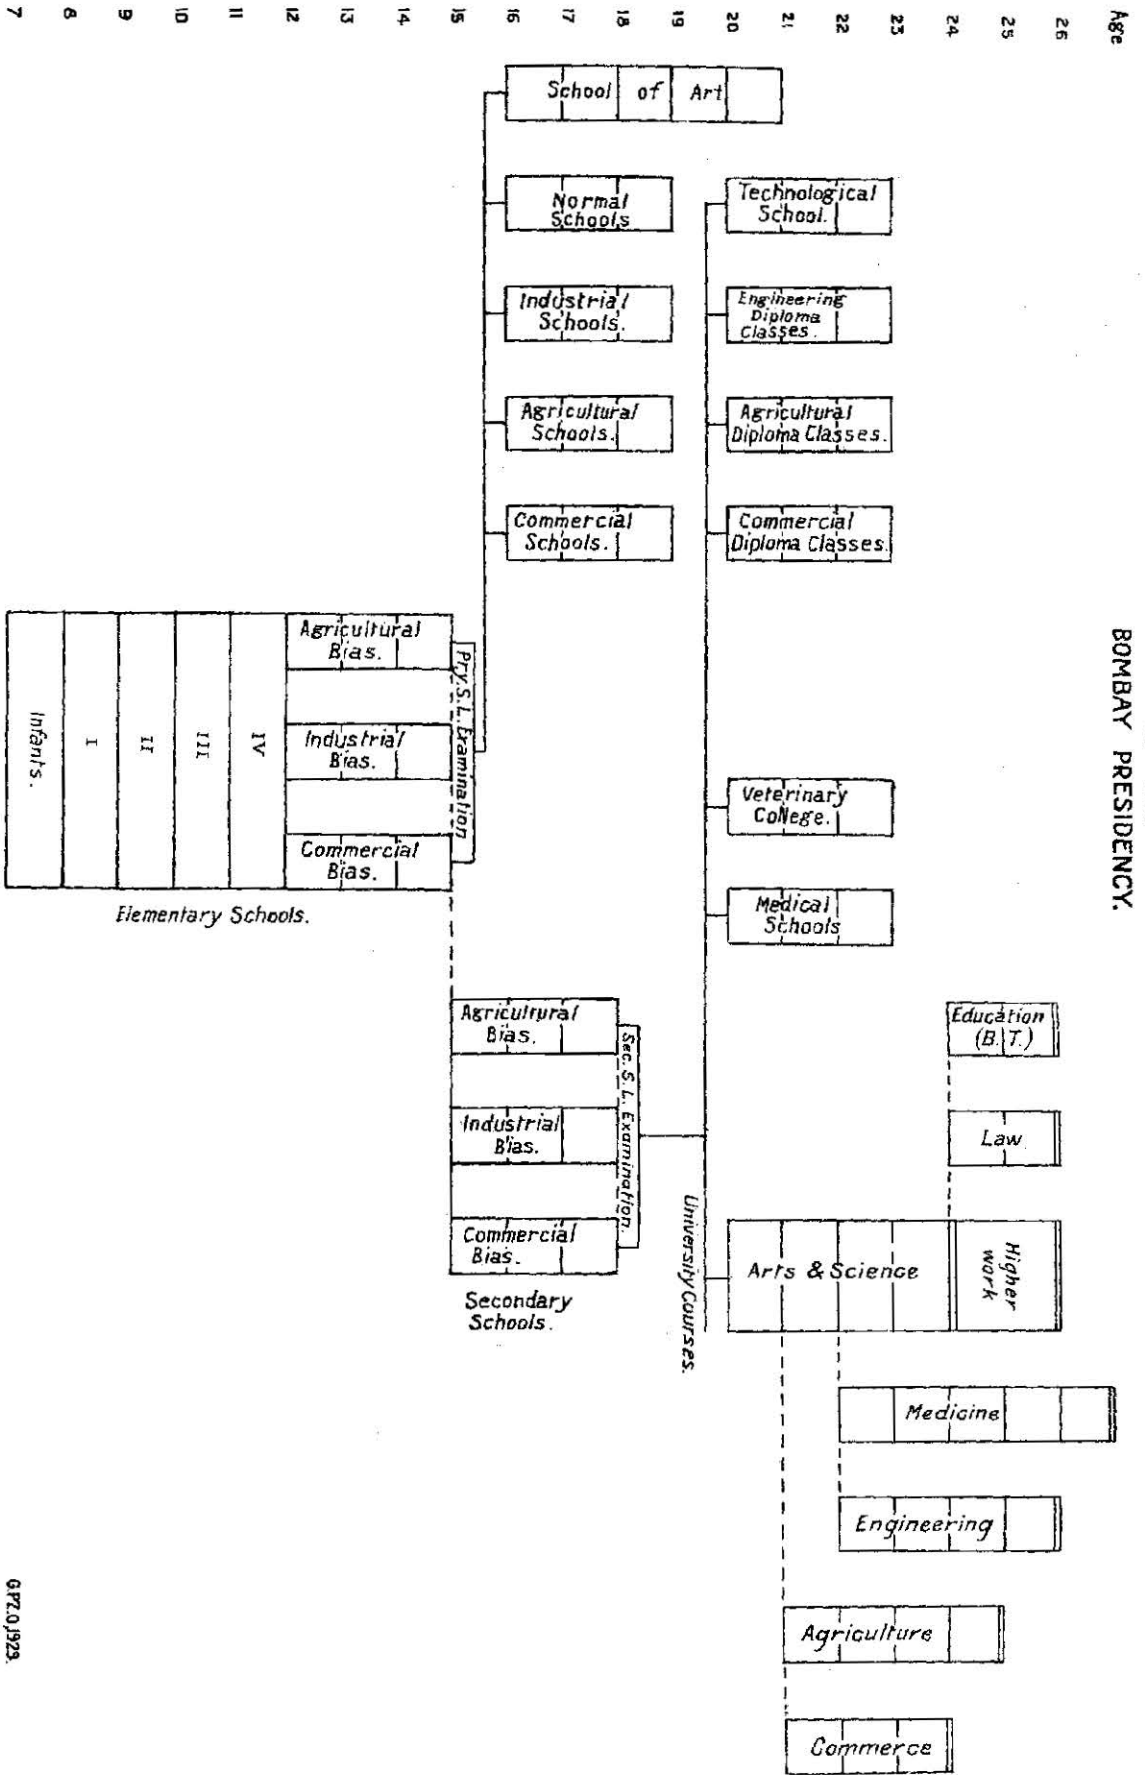 BOMBAY PRESIDENCY.
Age
26
25
24
23
22
21
20
19
18
17
16
15
14
13
12
11
10
9
8
7
School of Art
Normal
Schools
Industrial
Schools.
Agricultural
Schools.
Commercial
Schools.
Technological
School.
Engineering
Diploma
Classes.
Agricultural
Diploma Classes.
Commercial
Diploma Classes.
Veterinary
College.
Medical
Schools
Infants.
I
II
III
IV
Agricultural
Bias.
Industrial
Bias.
Commercial
Bias.
Pry. S. L. Examination
Elementary Schools.
Agricultural
Bias.
Industrial
Bias.
Commercial
Bias.
Sec. S. L. Examination.
Secondary
Schools.
University Courses.
Education
(B. T.)
Law
Arts & Science
Higher
work
Medicine
Engineering
Agriculture
Commerce